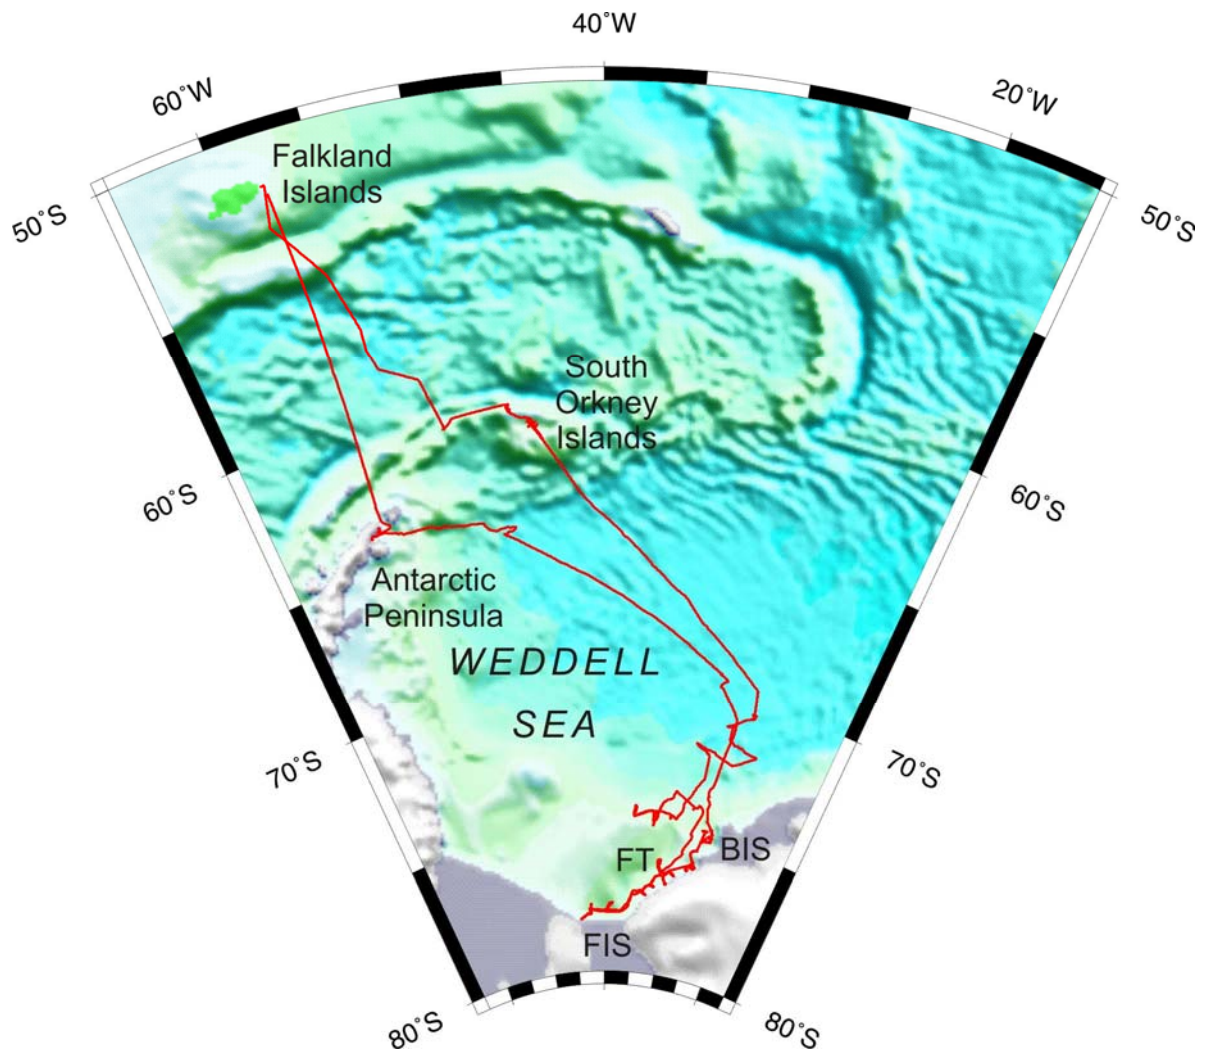 40°W
60°W
20°W
Falkland
Islands
50°S
50°S
South
Orkney
Islands
60°S
60°S
Antarctic
Peninsula
WEDDELL
SEA
70°S
70°S
FT
BIS
FIS
80°S
80°S